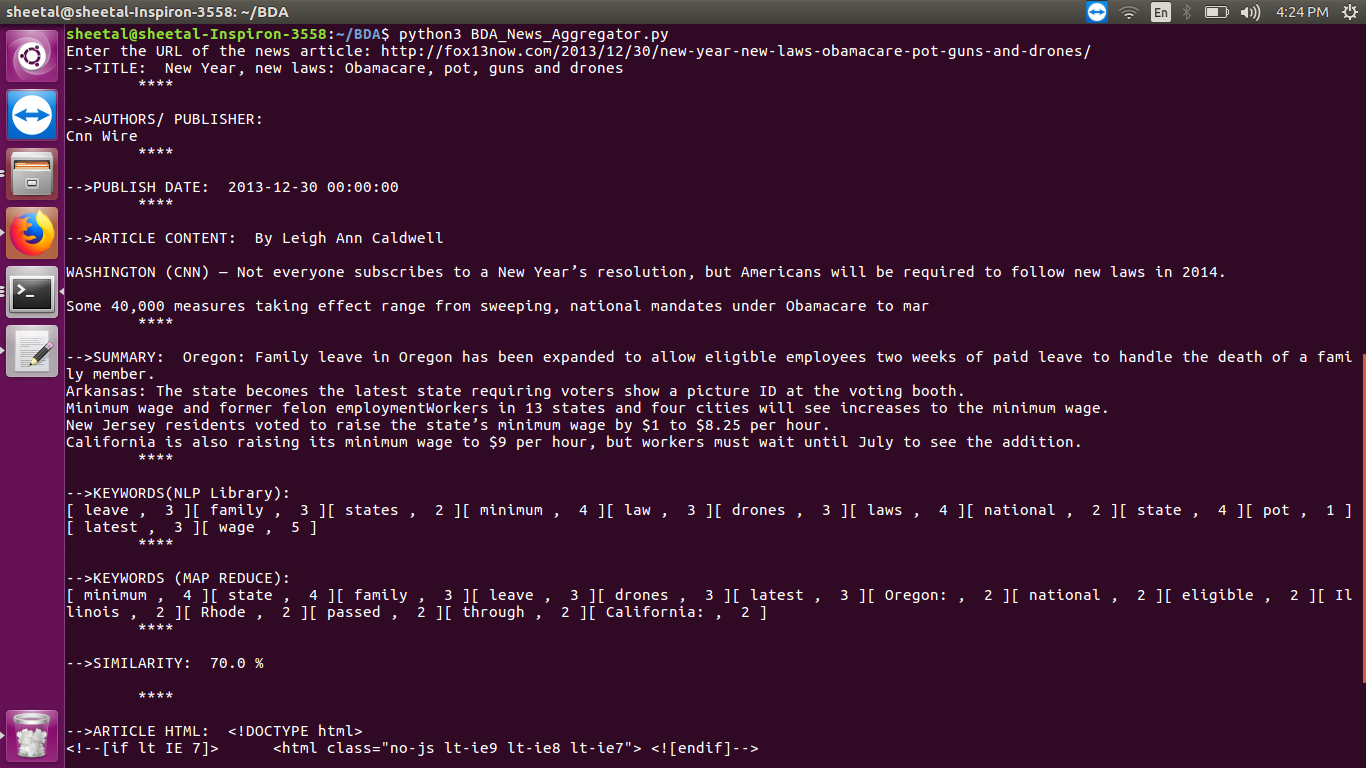 sheetal@sheetal-Inspiron-3558: ~/BDA
En
4:24 PM
sheetal@sheetal-Inspiron-3558:~/BDA$ python3 BDA_News_Aggregator.py
Enter the URL of the news article: http://fox13now.com/2013/12/30/new-year-new-laws-obamacare-pot-guns-and-drones/
-->TITLE:  New Year, new laws: Obamacare, pot, guns and drones
****
-->AUTHORS/ PUBLISHER:
Cnn Wire
****
-->PUBLISH DATE:  2013-12-30 00:00:00
****
-->ARTICLE CONTENT:  By Leigh Ann Caldwell
WASHINGTON (CNN) — Not everyone subscribes to a New Year’s resolution, but Americans will be required to follow new laws in 2014.
Some 40,000 measures taking effect range from sweeping, national mandates under Obamacare to mar
****
-->SUMMARY:  Oregon: Family leave in Oregon has been expanded to allow eligible employees two weeks of paid leave to handle the death of a fami
ly member.
Arkansas: The state becomes the latest state requiring voters show a picture ID at the voting booth.
Minimum wage and former felon employmentWorkers in 13 states and four cities will see increases to the minimum wage.
New Jersey residents voted to raise the state’s minimum wage by $1 to $8.25 per hour.
California is also raising its minimum wage to $9 per hour, but workers must wait until July to see the addition.
****
-->KEYWORDS(NLP Library):
[ leave ,  3 ][ family ,  3 ][ states ,  2 ][ minimum ,  4 ][ law ,  3 ][ drones ,  3 ][ laws ,  4 ][ national ,  2 ][ state ,  4 ][ pot ,  1 ]
[ latest ,  3 ][ wage ,  5 ]
****
-->KEYWORDS (MAP REDUCE):
[ minimum ,  4 ][ state ,  4 ][ family ,  3 ][ leave ,  3 ][ drones ,  3 ][ latest ,  3 ][ Oregon: ,  2 ][ national ,  2 ][ eligible ,  2 ][ Il
linois ,  2 ][ Rhode ,  2 ][ passed ,  2 ][ through ,  2 ][ California: ,  2 ]
****
-->SIMILARITY:  70.0 %
****
-->ARTICLE HTML:  <!DOCTYPE html>
<!--[if lt IE 7]>      <html class="no-js lt-ie9 lt-ie8 lt-ie7"> <![endif]-->